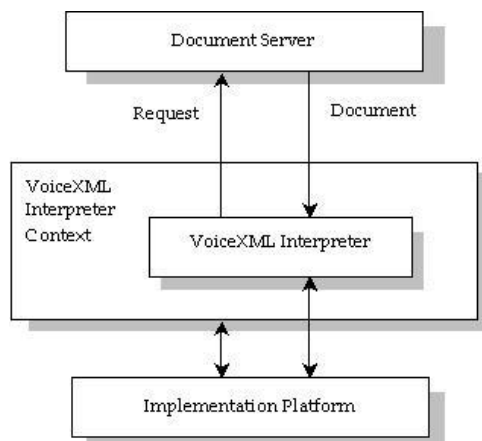 Document Server
Request
Document
VoiceXML
Interpreter
Context
VoiceXML Interpreter
Implementation Platform